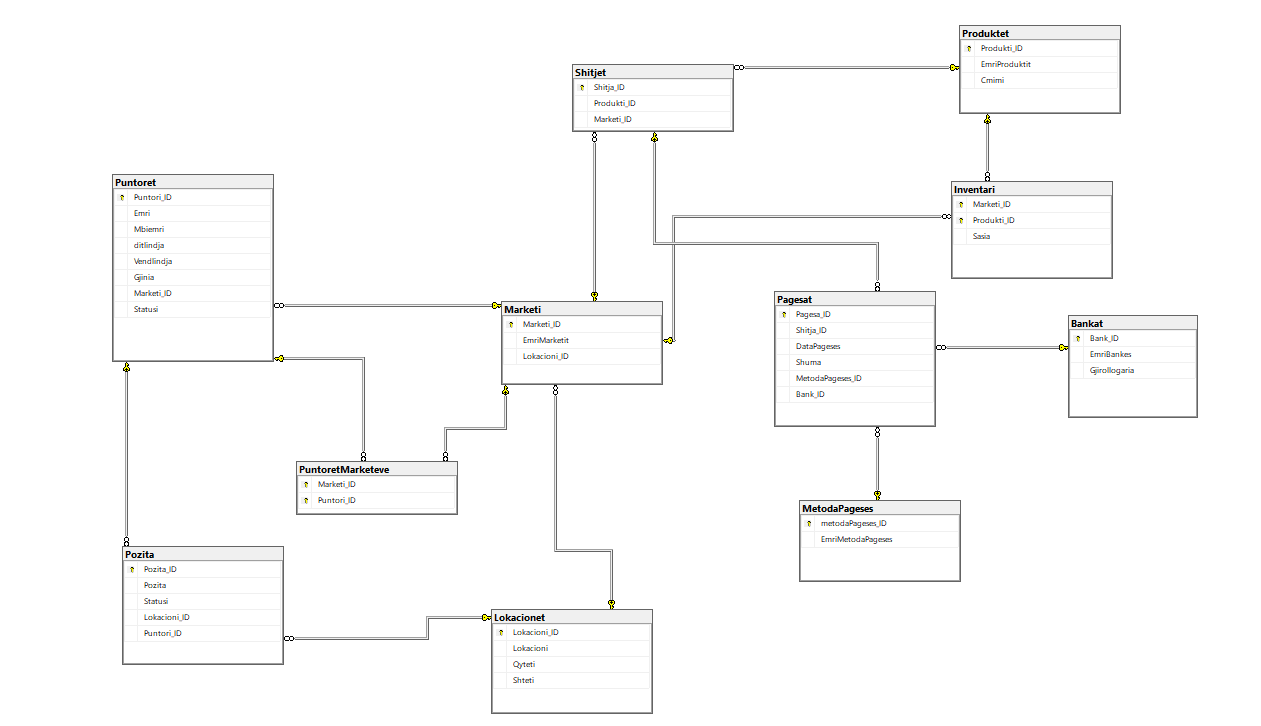 Produktet
Produkti_ID
EmriProduktit
Cmimi
Shitjet
Shitja_ID
Produkti_ID
Marketi_ID
Puntoret
Puntori_ID
Emri
Mbiemri
ditlindja
Vendlindja
Gjinia
Marketi_ID
Statusi
Inventari
Marketi_ID
Produkti_ID
Sasia
Marketi
Marketi_ID
EmriMarketit
Lokacioni_ID
Pagesat
Pagesa_ID
Shitja_ID
DataPageses
Shuma
MetodaPageses_ID
Bank_ID
Bankat
Bank_ID
EmriBankes
Gjirollogaria
PuntoretMarketeve
Marketi_ID
Puntori_ID
MetodaPageses
metodaPageses_ID
EmriMetodaPageses
Pozita
Pozita_ID
Pozita
Statusi
Lokacioni_ID
Puntori_ID
Lokacionet
Lokacioni_ID
Lokacioni
Qyteti
Shteti